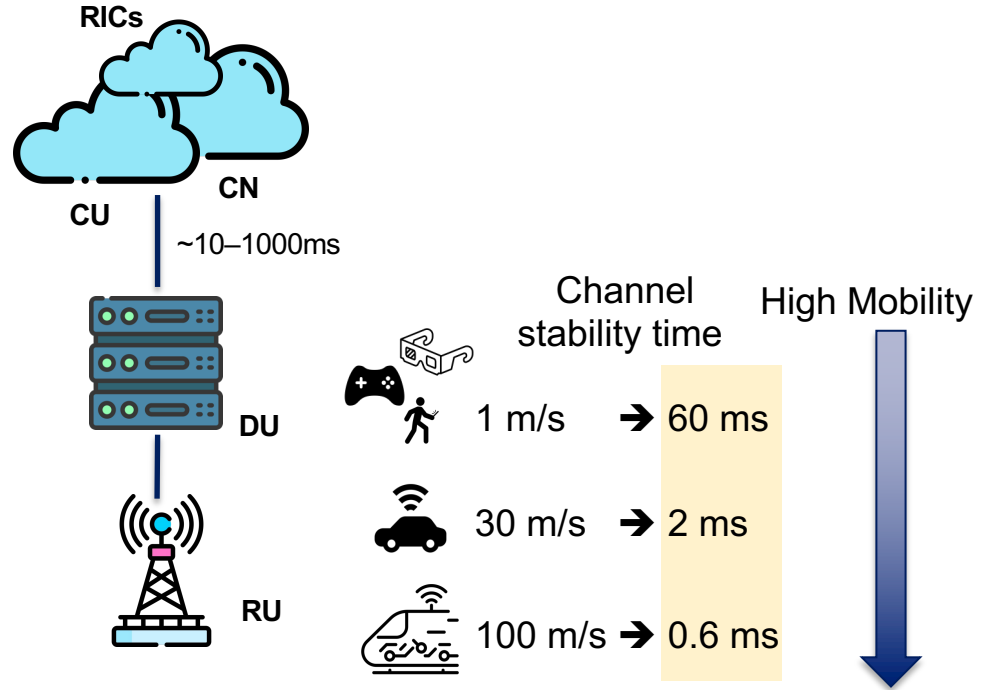 RICs
CN
CU
~10–1000ms
DU
RU
Channel
stability time
High Mobility
1 m/s ➔ 60 ms
30 m/s ➔ 2 ms
100 m/s ➔ 0.6 ms